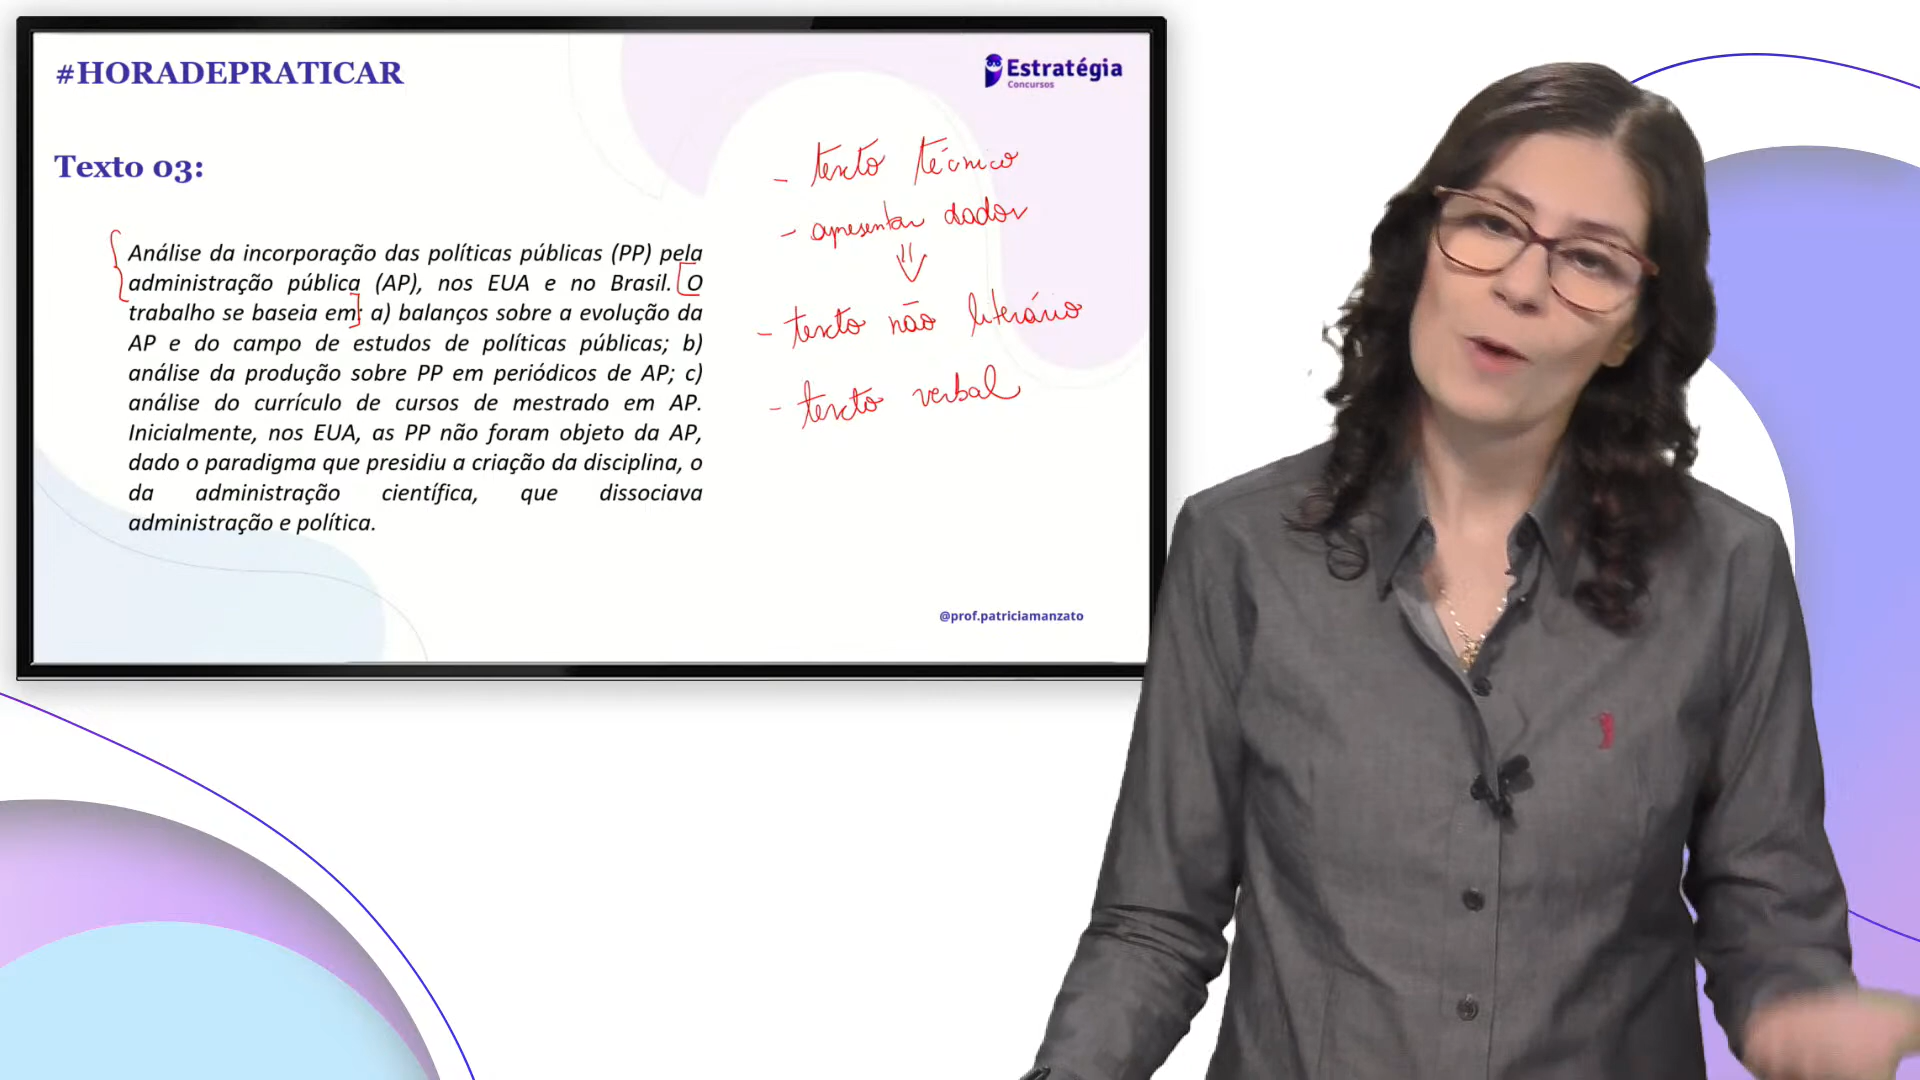 #HORADEPRATICAR
Estratégia
Concursos
Texto 03:
Análise da incorporação das políticas públicas (PP) pela
administração pública (AP), nos EUA e no Brasil. O
trabalho se baseia em: a) balanços sobre a evolução da
AP e do campo de estudos de políticas públicas; b)
análise da produção sobre PP em periódicos de AP; c)
análise do currículo de cursos de mestrado em AP.
Inicialmente, nos EUA, as PP não foram objeto da AP,
dado o paradigma que presidiu a criação da disciplina, o
da administração científica, que dissociava
administração e política.
- texto técnico
- apresentar dados
- texto não literário
- texto verbal
@prof.patriciamanzato